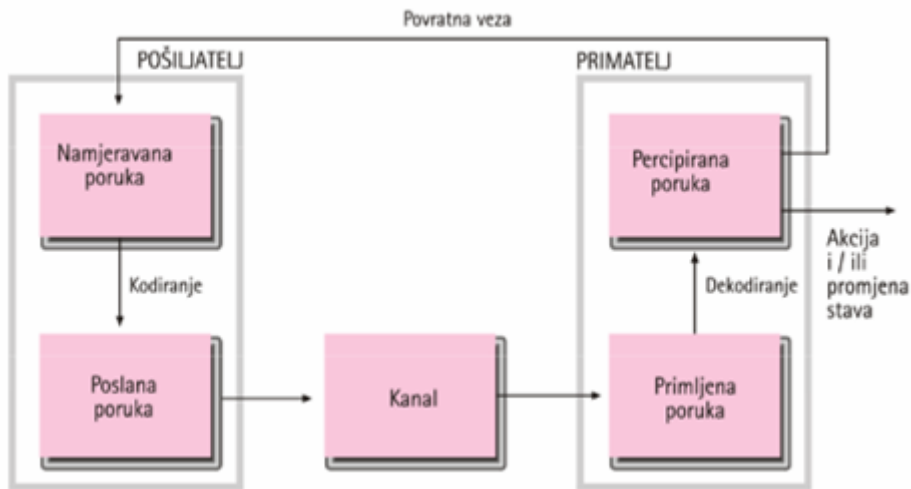 Povratna veza
POŠILJATELJ
PRIMATELJ
Namjeravana
poruka
Percipirana
poruka
Kodiranje
Dekodiranje
Akcija
i / ili
promjena
stava
Poslana
poruka
Kanal
Primljena
poruka